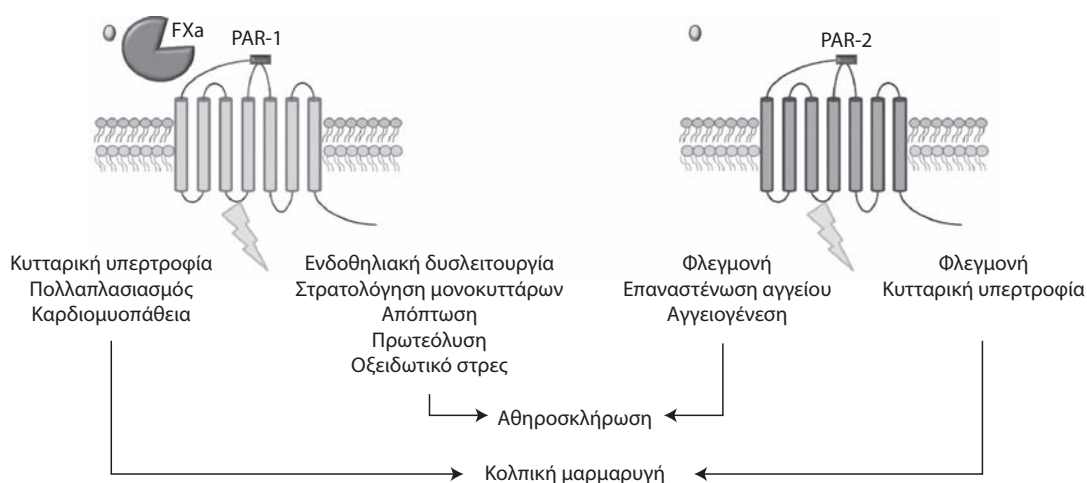 FXa
PAR-1
PAR-2
Κυτταρική υπερτροφία
Πολλαπλασιασμός
Καρδιομυοπάθεια
Ενδοθηλιακή δυσλειτουργία
Στρατολόγηση μονοκυττάρων
Απόπτωση
Πρωτεόλυση
Οξειδωτικό στρες
Φλεγμονή
Επαναστένωση αγγείου
Αγγειογένεση
Φλεγμονή
Κυτταρική υπερτροφία
Αθηροσκλήρωση
Κολπική μαρμαρυγή